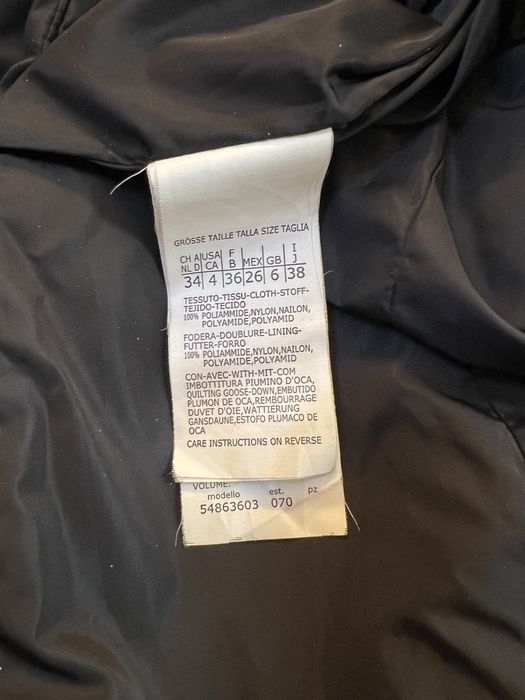 GRÖSSE TAILLE TALLA SIZE TAGLIA
CH A NL D USA CA F B MEX GB I J
34 4 36 26 6 38
TESSUTO-TISSU-CLOTH-STOFF-
TEJIDO-TECIDO
100% POLIAMMIDE,NYLON,NAILON,
POLYAMIDE,POLYAMID
FODERA-DOUBLURE-LINING-
FUTTER-FORRO
100% POLIAMMIDE,NYLON,NAILON,
POLYAMIDE,POLYAMID
CON-AVEC-WITH-MIT-COM
IMBOTTITURA PIUMINO D'OCA,
QUILTING GOOSE-DOWN,EMBUTIDO
PLUMON DE OCA,REMBOURRAGE
DUVET D'OIE,WATTIERUNG
GANSDAUNE,ESTOFO PLUMACO DE
OCA
CARE INSTRUCTIONS ON REVERSE
VOLUME:
modello est. pz
54863603 070